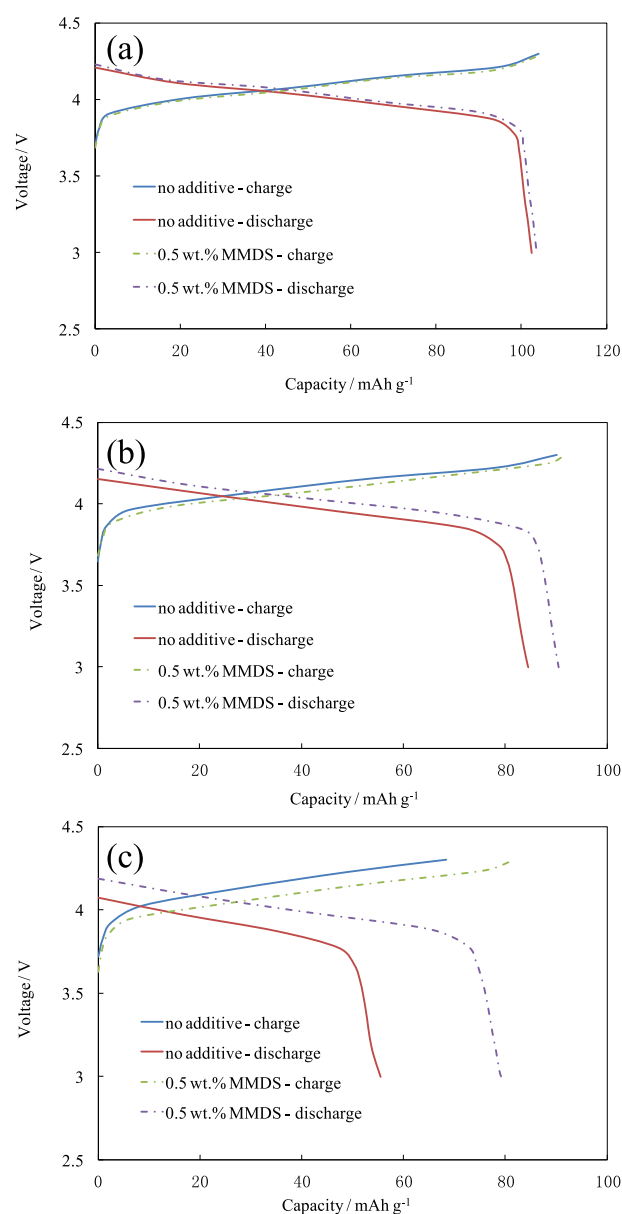 (a)
4.5
4
3.5
3
2.5
Voltage / V
no additive - charge
no additive - discharge
0.5 wt.% MMDS - charge
0.5 wt.% MMDS - discharge
0 20 40 60 80 100 120
Capacity / mAh g-1
(b)
4.5
4
3.5
3
2.5
Voltage / V
no additive - charge
no additive - discharge
0.5 wt.% MMDS - charge
0.5 wt.% MMDS - discharge
0 20 40 60 80 100
Capacity / mAh g-1
(c)
4.5
4
3.5
3
2.5
Voltage / V
no additive - charge
no additive - discharge
0.5 wt.% MMDS - charge
0.5 wt.% MMDS - discharge
0 20 40 60 80 100
Capacity / mAh g-1